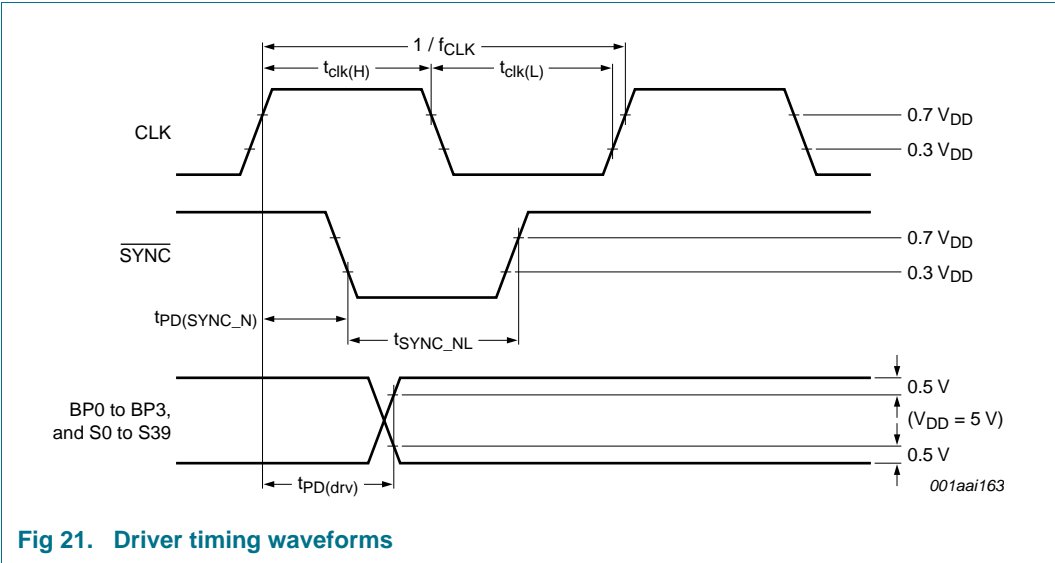 1 / fCLK
tclk(H)
tclk(L)
CLK
0.7 VDD
0.3 VDD
SYNC
0.7 VDD
0.3 VDD
tPD(SYNC_N)
tSYNC_NL
BP0 to BP3,
and S0 to S39
0.5 V
(VDD = 5 V)
0.5 V
tPD(drv)
001aai163
Fig 21. Driver timing waveforms